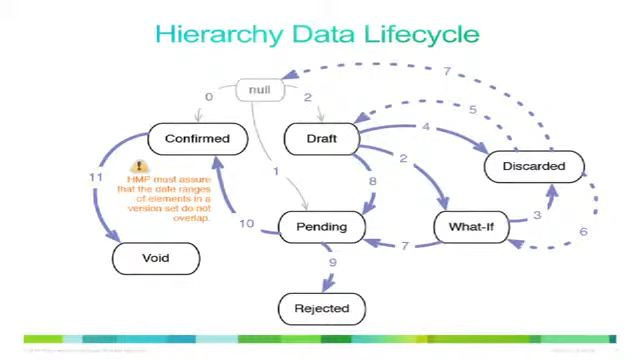 Hierarchy Data Lifecycle
7
null
0
2
5
Confirmed
Draft
4
2
Discarded
11
HMP must assure
that the date ranges
of elements in a
version set do not
overlap.
1
8
3
10
Pending
What-If
6
7
Void
9
Rejected